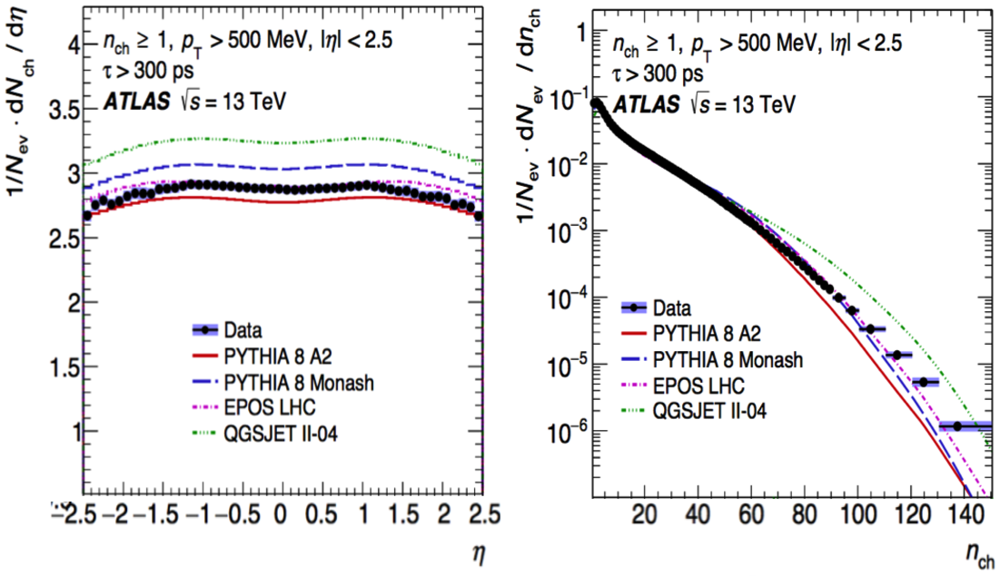 1/N_ev · dN_ch / dη
4
3.5
3
2.5
2
1.5
1
n_ch ≥ 1, p_T > 500 MeV, |η| < 2.5
τ > 300 ps
ATLAS √s = 13 TeV
Data
PYTHIA 8 A2
PYTHIA 8 Monash
EPOS LHC
QGSJET II-04
−2.5 −2 −1.5 −1 −0.5 0 0.5 1 1.5 2 2.5
η
1/N_ev · dN_ev / dn_ch
1
10^−1
10^−2
10^−3
10^−4
10^−5
10^−6
n_ch ≥ 1, p_T > 500 MeV, |η| < 2.5
τ > 300 ps
ATLAS √s = 13 TeV
Data
PYTHIA 8 A2
PYTHIA 8 Monash
EPOS LHC
QGSJET II-04
20 40 60 80 100 120 140
n_ch